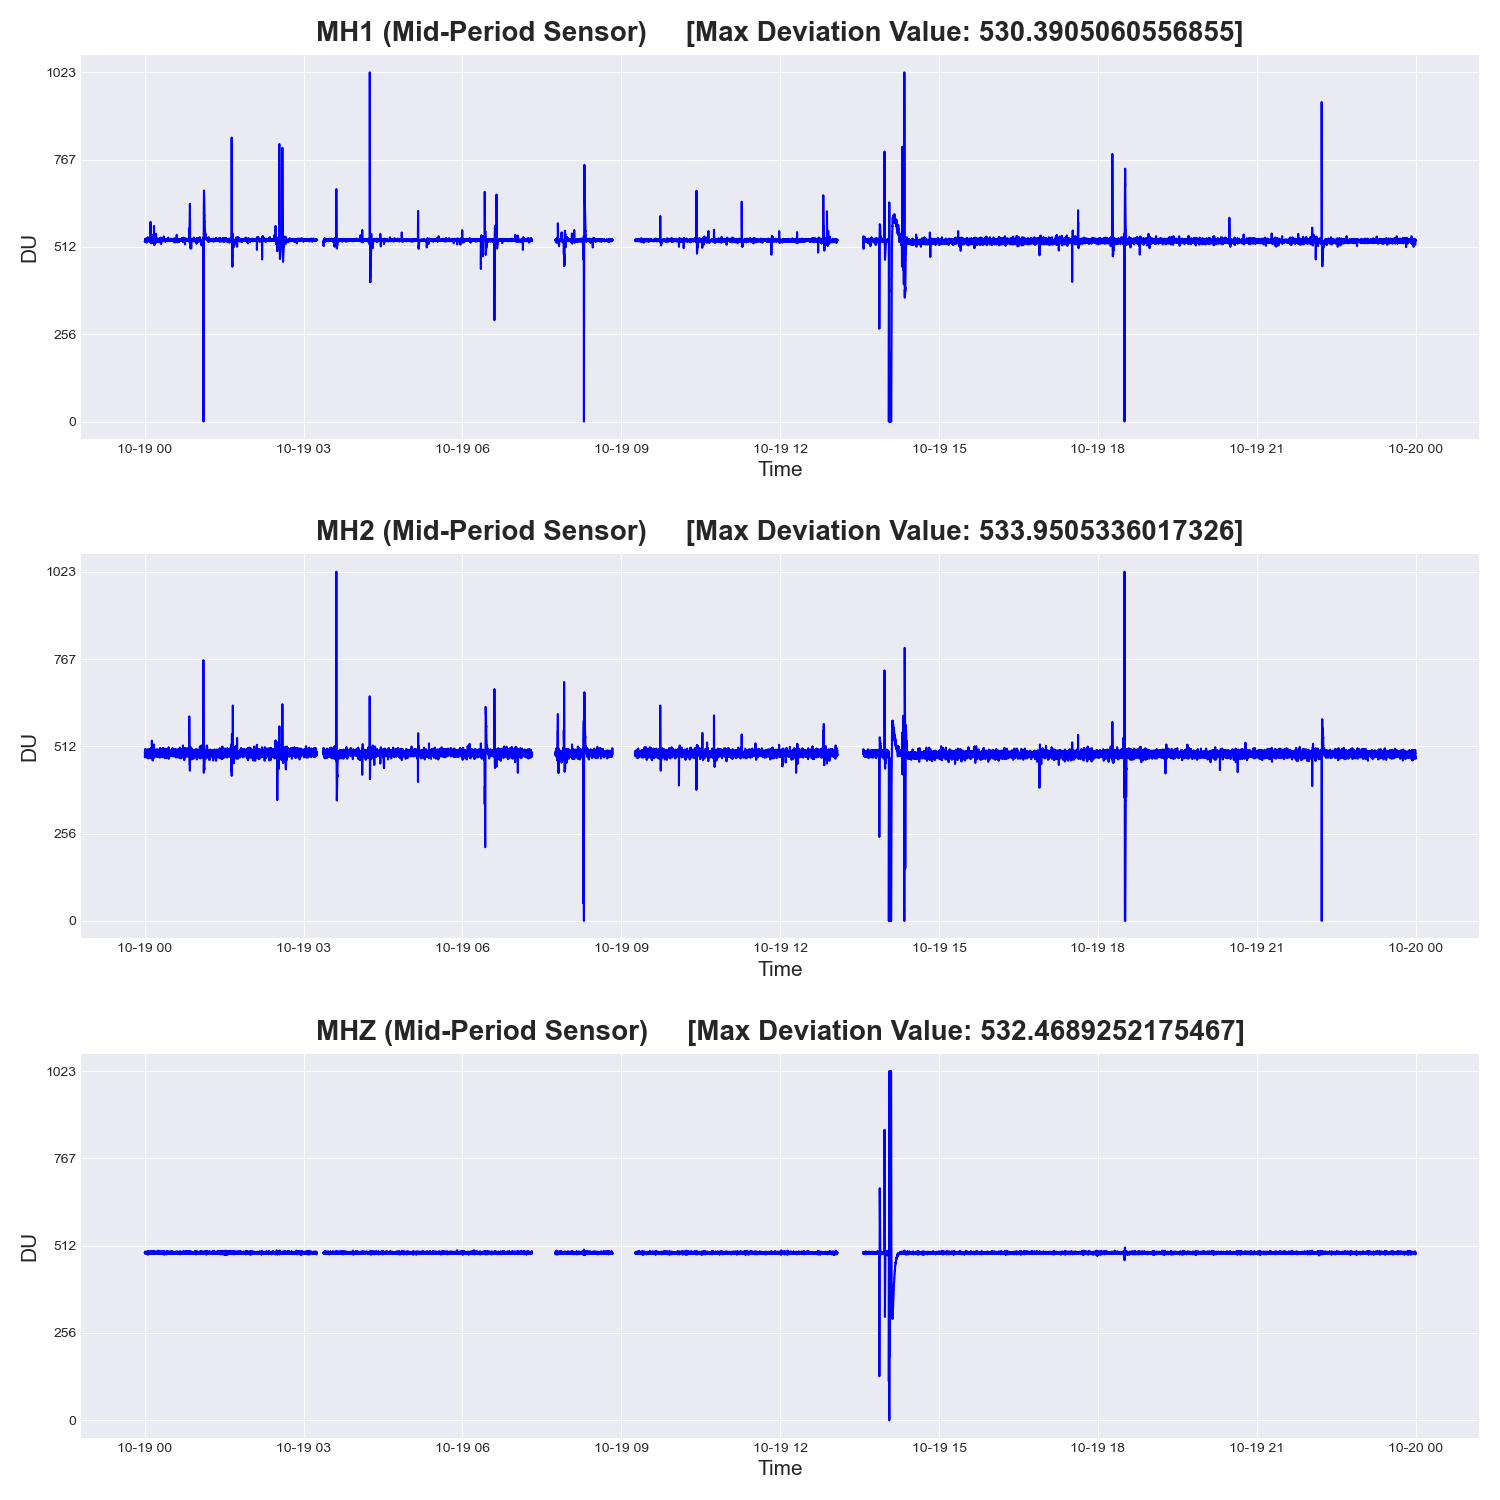 MH1 (Mid-Period Sensor)     [Max Deviation Value: 530.3905060556855]
1023
767
512
256
0
DU
10-19 00 10-19 03 10-19 06 10-19 09 10-19 12 10-19 15 10-19 18 10-19 21 10-20 00
Time
MH2 (Mid-Period Sensor)     [Max Deviation Value: 533.9505336017326]
1023
767
512
256
0
DU
10-19 00 10-19 03 10-19 06 10-19 09 10-19 12 10-19 15 10-19 18 10-19 21 10-20 00
Time
MHZ (Mid-Period Sensor)     [Max Deviation Value: 532.4689252175467]
1023
767
512
256
0
DU
10-19 00 10-19 03 10-19 06 10-19 09 10-19 12 10-19 15 10-19 18 10-19 21 10-20 00
Time